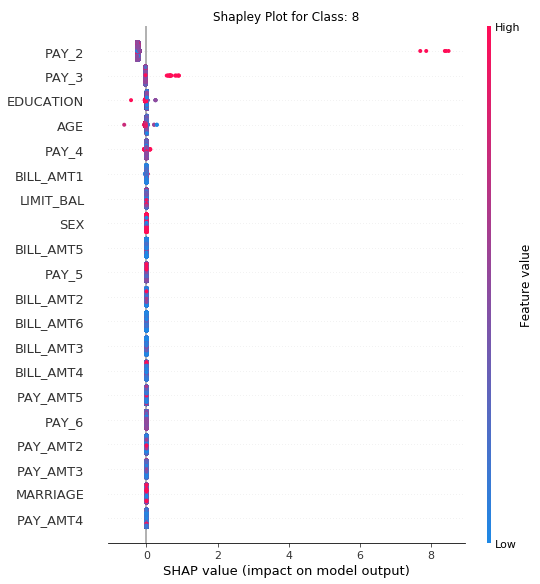 Shapley Plot for Class: 8
High
PAY_2
PAY_3
EDUCATION
AGE
PAY_4
BILL_AMT1
LIMIT_BAL
SEX
BILL_AMT5
PAY_5
BILL_AMT2
BILL_AMT6
BILL_AMT3
BILL_AMT4
PAY_AMT5
PAY_6
PAY_AMT2
PAY_AMT3
MARRIAGE
PAY_AMT4
Feature value
Low
0 2 4 6 8
SHAP value (impact on model output)